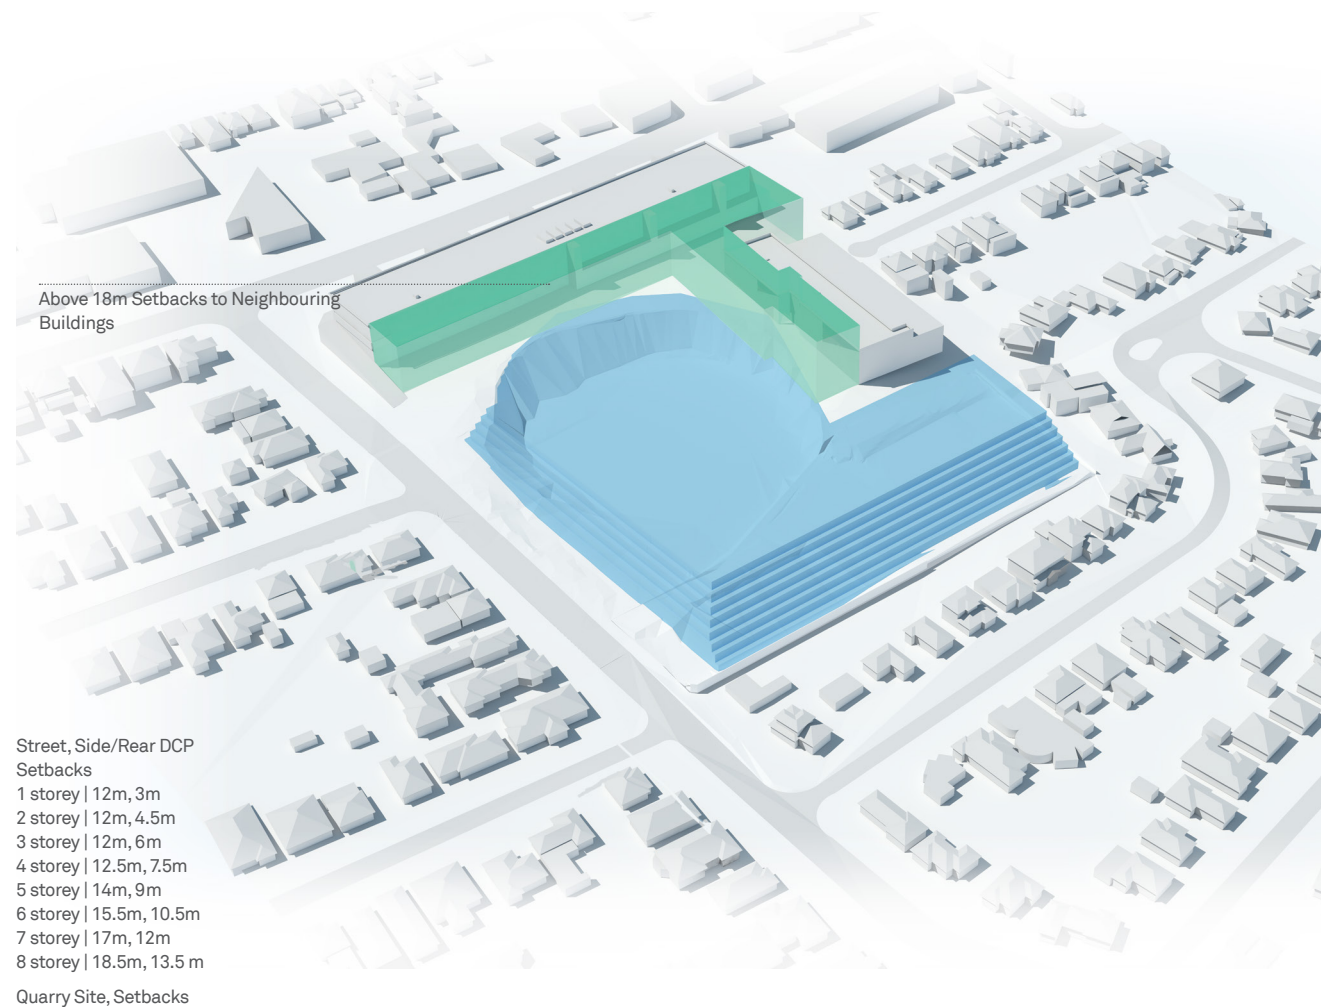 Above 18m Setbacks to Neighbouring
Buildings
Street, Side/Rear DCP
Setbacks
1 storey | 12m, 3m
2 storey | 12m, 4.5m
3 storey | 12m, 6m
4 storey | 12.5m, 7.5m
5 storey | 14m, 9m
6 storey | 15.5m, 10.5m
7 storey | 17m, 12m
8 storey | 18.5m, 13.5 m
Quarry Site, Setbacks